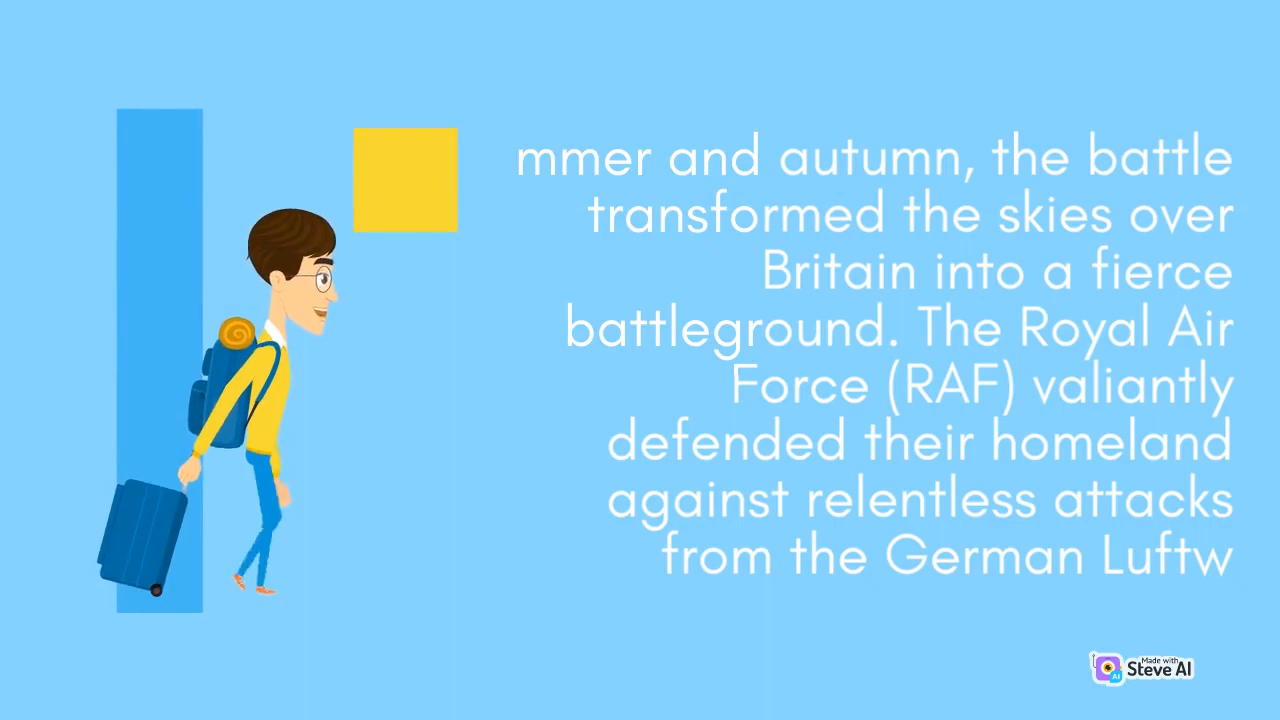 mmer and autumn, the battle
transformed the skies over
Britain into a fierce
battleground. The Royal Air
Force (RAF) valiantly
defended their homeland
against relentless attacks
from the German Luftw
Made with
Steve AI
AI